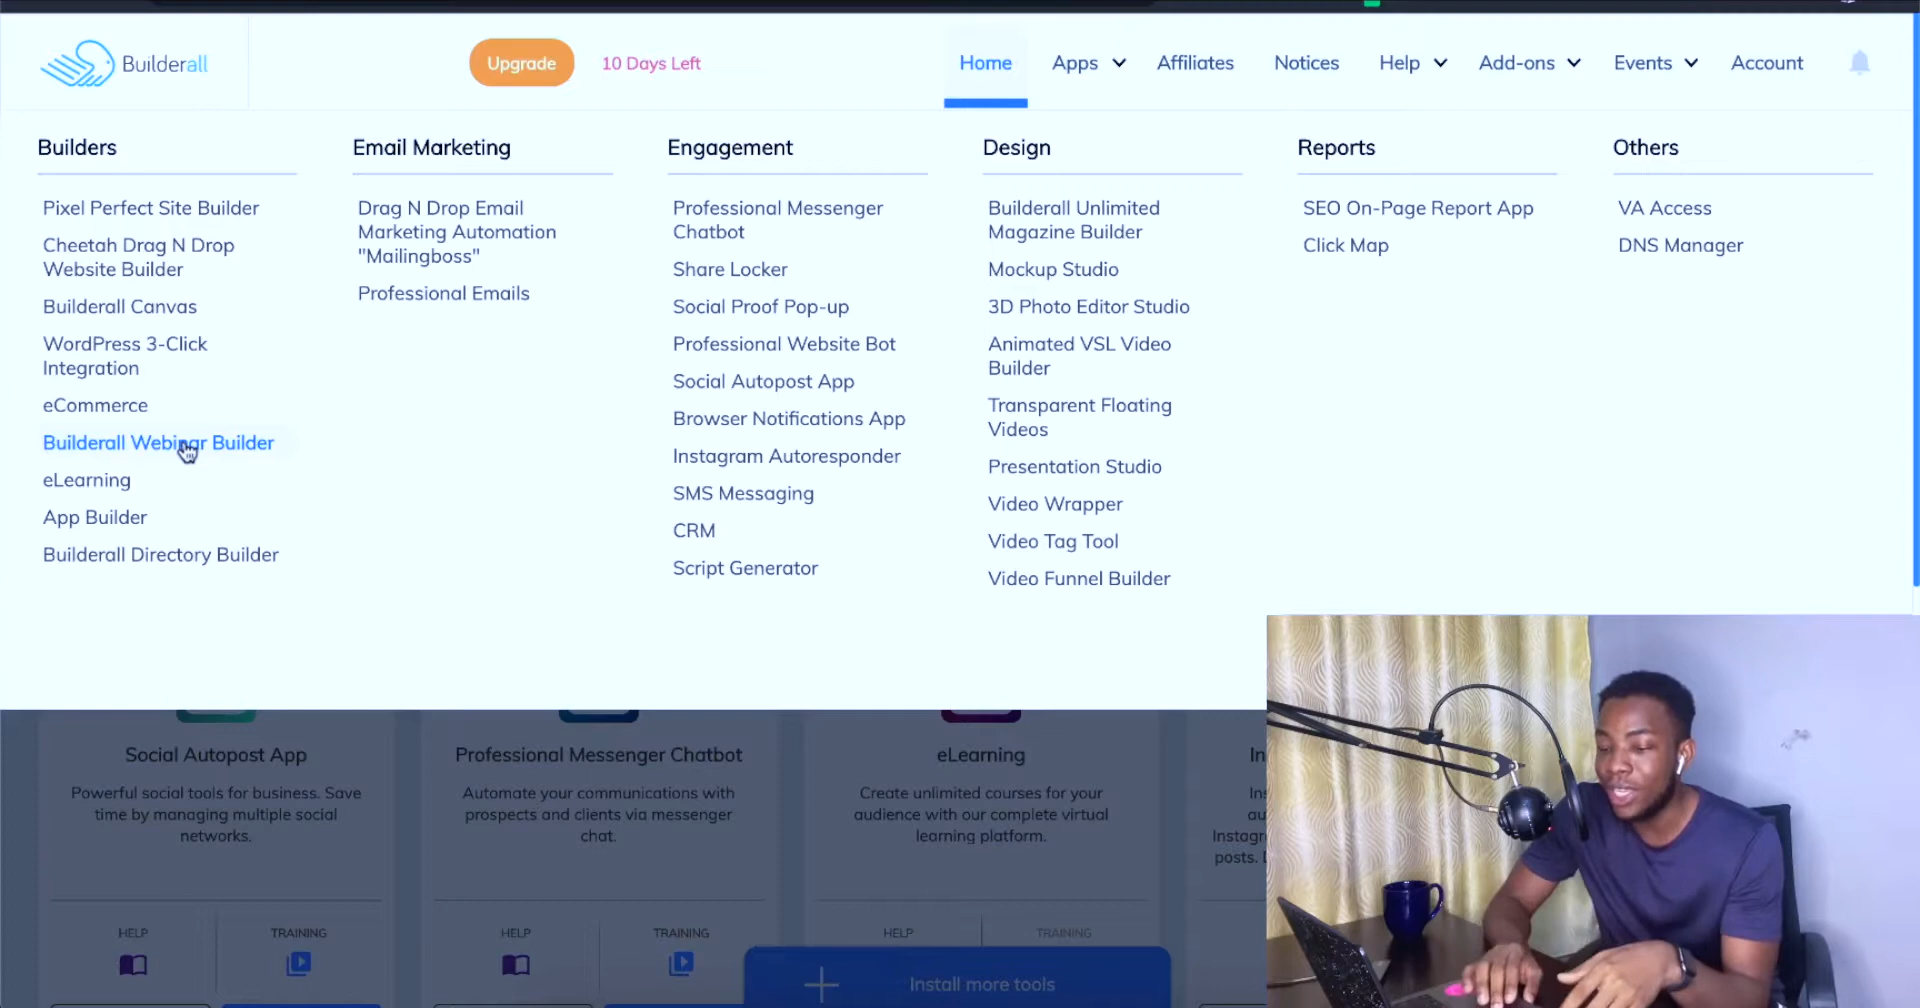 Builderall
Upgrade
10 Days Left
Home
Apps
Affiliates
Notices
Help
Add-ons
Events
Account
Builders
Pixel Perfect Site Builder
Cheetah Drag N Drop
Website Builder
Builderall Canvas
WordPress 3-Click
Integration
eCommerce
Builderall Webinar Builder
eLearning
App Builder
Builderall Directory Builder
Email Marketing
Drag N Drop Email
Marketing Automation
"Mailingboss"
Professional Emails
Engagement
Professional Messenger
Chatbot
Share Locker
Social Proof Pop-up
Professional Website Bot
Social Autopost App
Browser Notifications App
Instagram Autoresponder
SMS Messaging
CRM
Script Generator
Design
Builderall Unlimited
Magazine Builder
Mockup Studio
3D Photo Editor Studio
Animated VSL Video
Builder
Transparent Floating
Videos
Presentation Studio
Video Wrapper
Video Tag Tool
Video Funnel Builder
Reports
SEO On-Page Report App
Click Map
Others
VA Access
DNS Manager
Social Autopost App
Powerful social tools for business. Save
time by managing multiple social
networks.
HELP
TRAINING
Professional Messenger Chatbot
Automate your communications with
prospects and clients via messenger
chat.
HELP
TRAINING
eLearning
Create unlimited courses for your
audience with our complete virtual
learning platform.
HELP
TRAINING
Install more tools